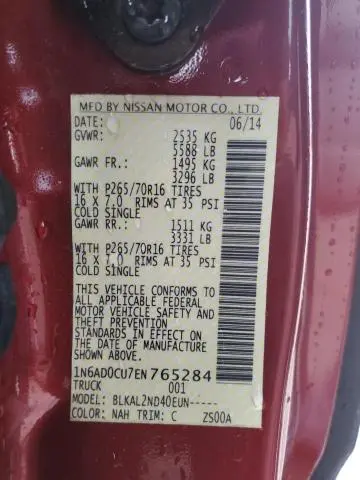 MFD BY NISSAN MOTOR CO., LTD.
DATE: 06/14
GVWR: 2535 KG
5588 LB
GAWR FR.: 1495 KG
3296 LB
WITH P265/70R16 TIRES
16 X 7.0 RIMS AT 35 PSI
COLD SINGLE
GAWR RR.: 1511 KG
3331 LB
WITH P265/70R16 TIRES
16 X 7.0 RIMS AT 35 PSI
COLD SINGLE
THIS VEHICLE CONFORMS TO
ALL APPLICABLE FEDERAL
MOTOR VEHICLE SAFETY
STANDARDS IN EFFECT ON
THE DATE OF MANUFACTURE
SHOWN ABOVE.
1N6AD0CU7EN765284
TRUCK 001
MODEL: BLKAL2ND40EUN-----
COLOR: NAH TRIM: C ZS00A